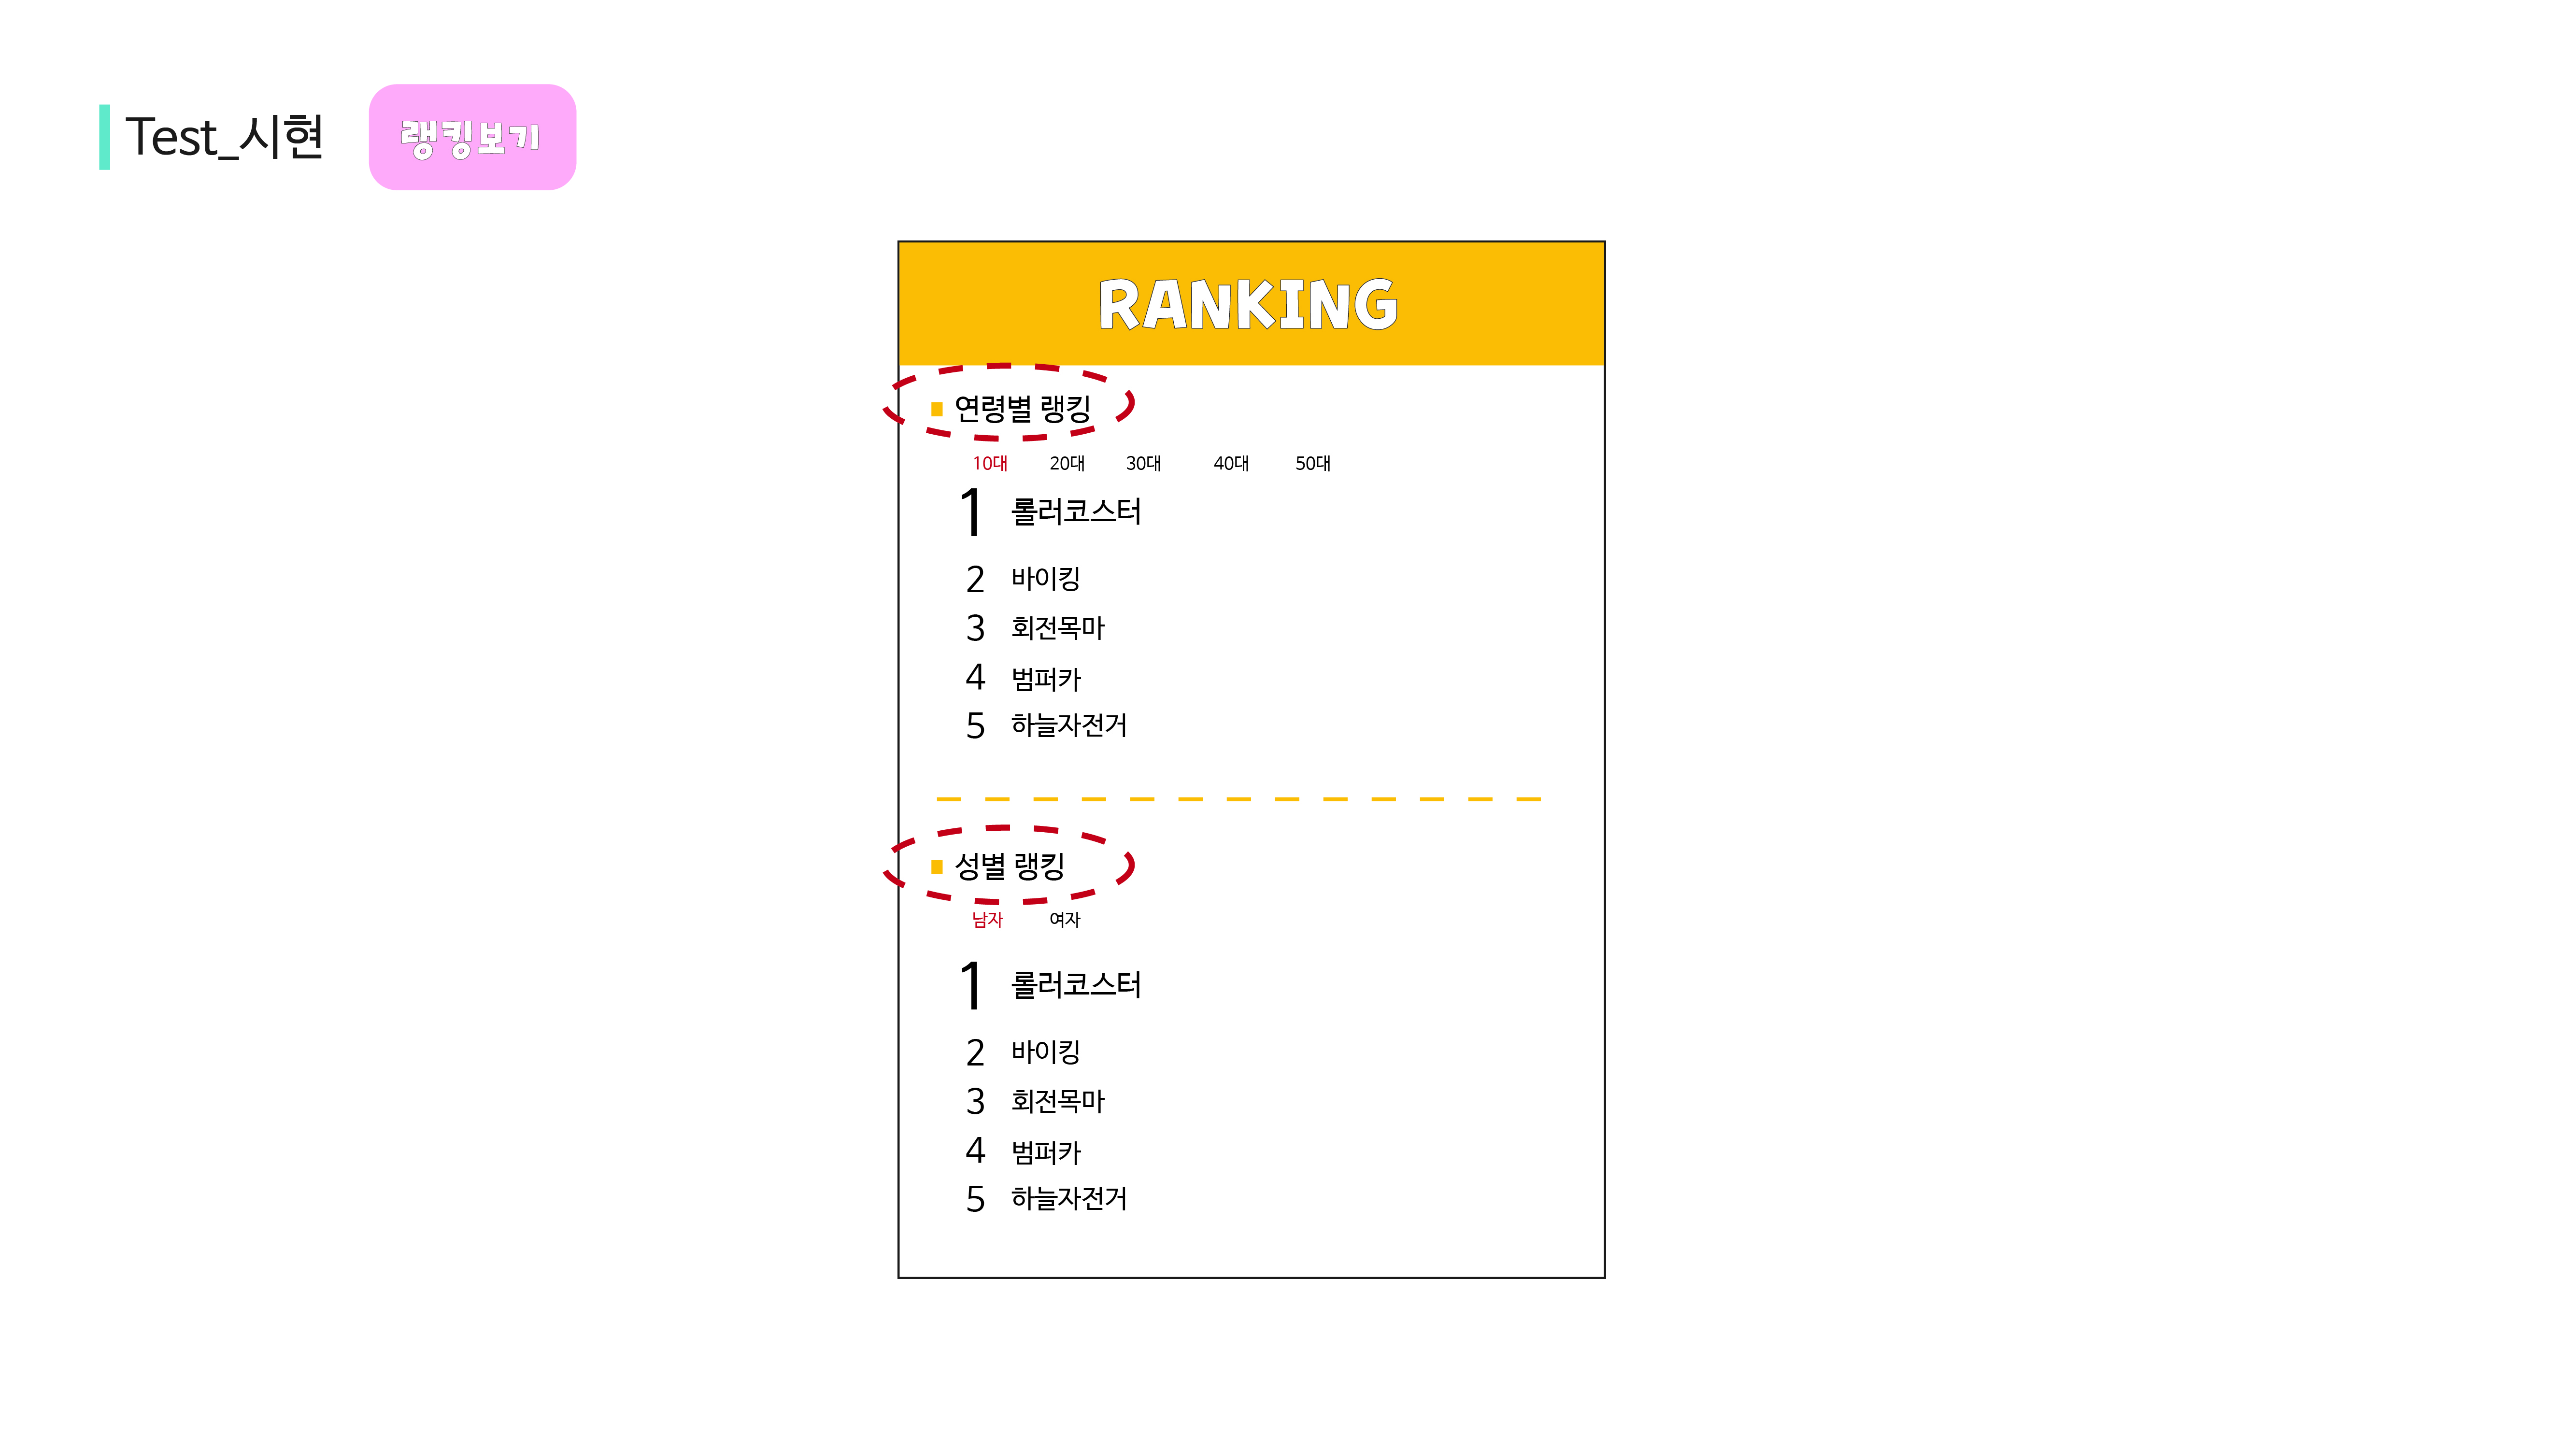 Test_시현
랭킹보기
RANKING
연령별 랭킹
10대 20대 30대 40대 50대
1 롤러코스터
2 바이킹
3 회전목마
4 범퍼카
5 하늘자전거
성별 랭킹
남자 여자
1 롤러코스터
2 바이킹
3 회전목마
4 범퍼카
5 하늘자전거